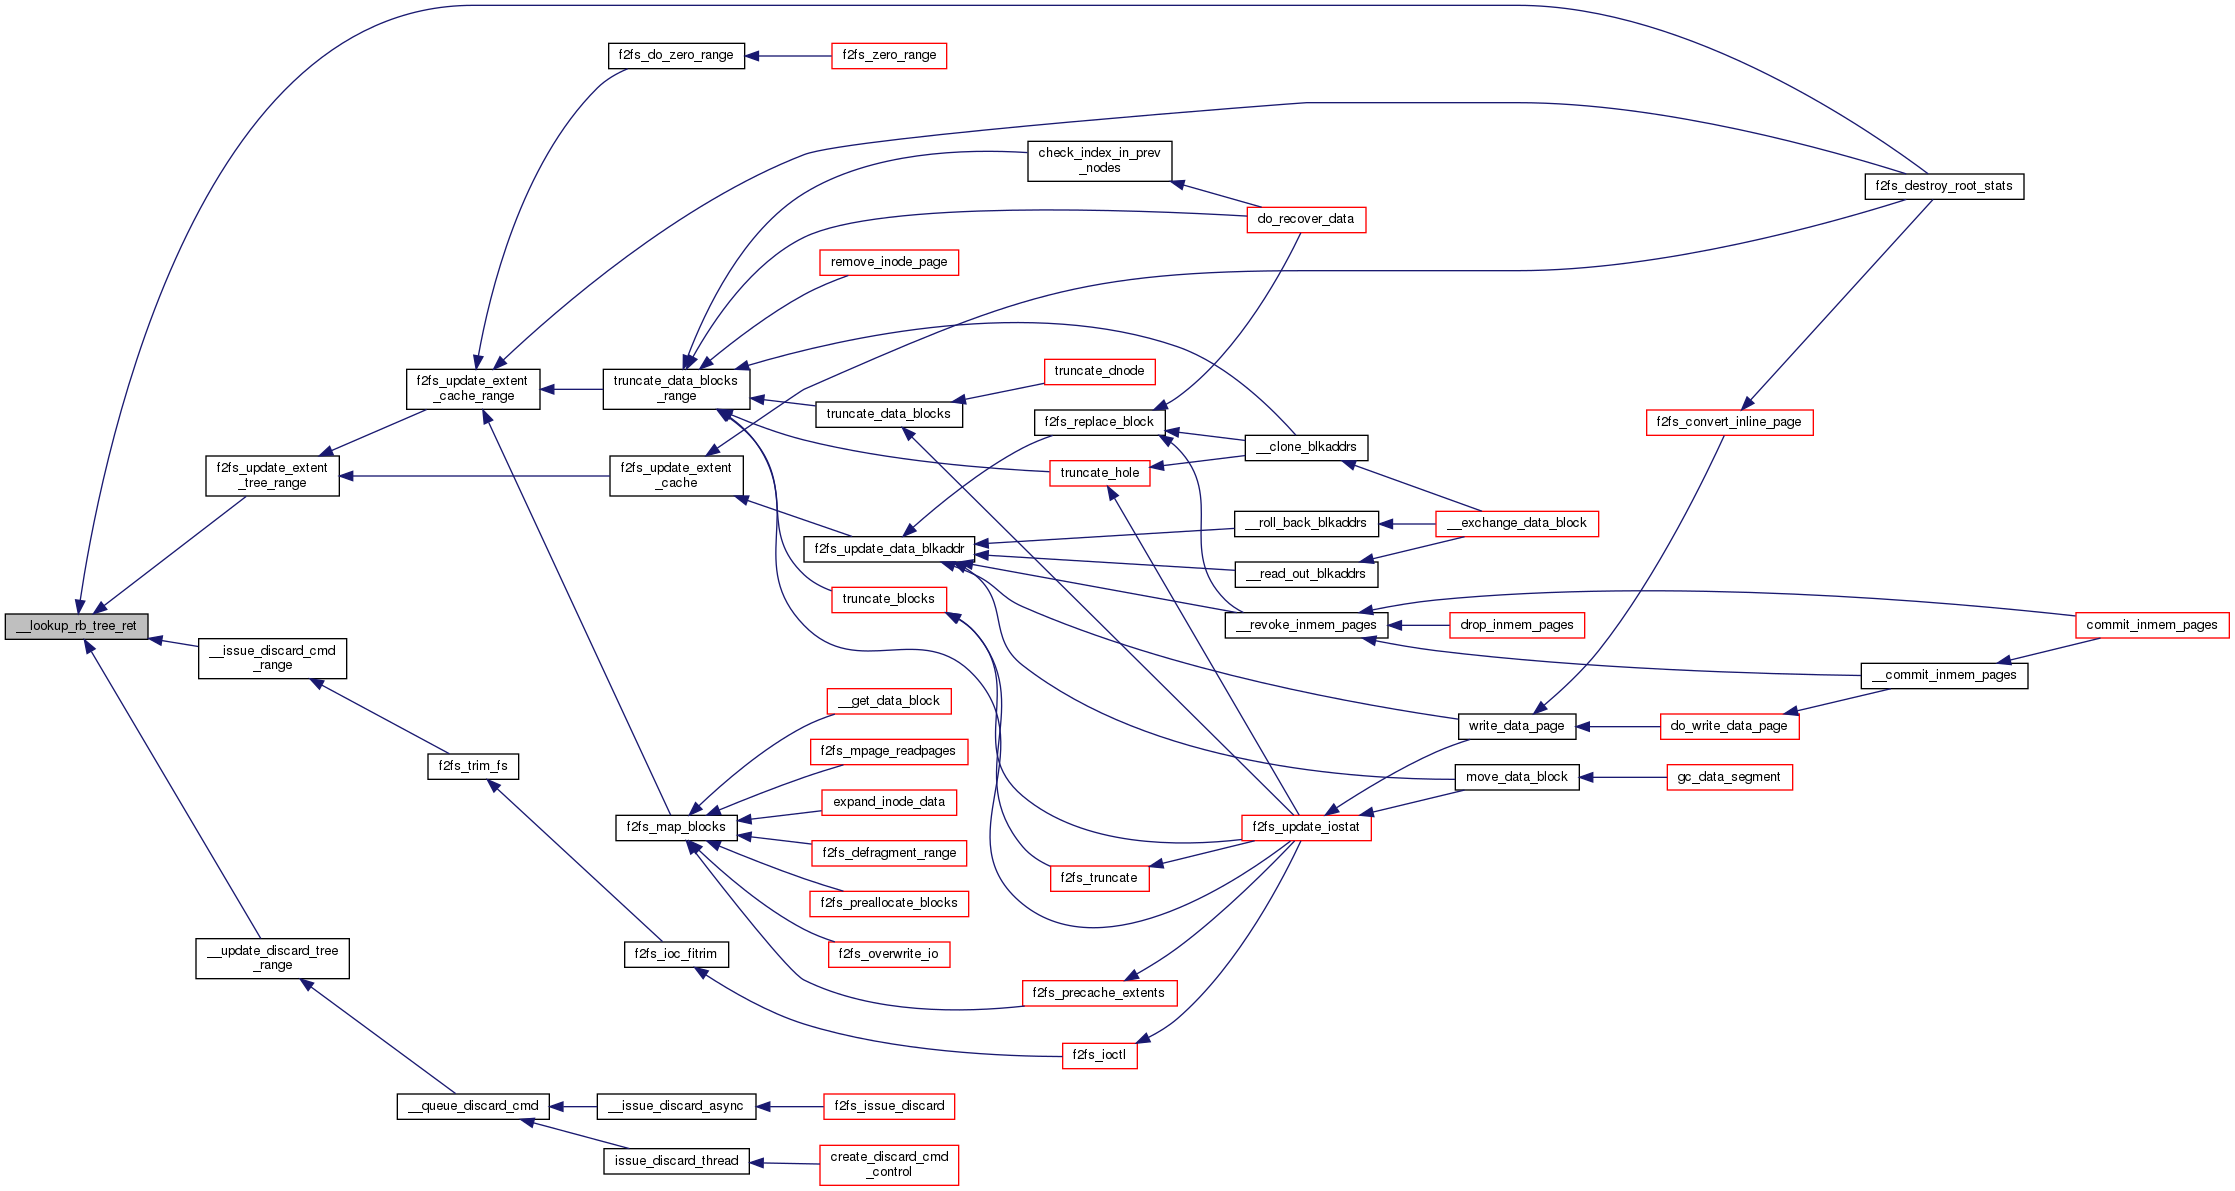 f2fs_do_zero_range
f2fs_zero_range
check_index_in_prev
_nodes
f2fs_destroy_root_stats
do_recover_data
remove_inode_page
f2fs_update_extent
_cache_range
truncate_data_blocks
_range
truncate_dnode
truncate_data_blocks
f2fs_replace_block
f2fs_convert_inline_page
__clone_blkaddrs
f2fs_update_extent
_tree_range
f2fs_update_extent
_cache
truncate_hole
__roll_back_blkaddrs
__exchange_data_block
f2fs_update_data_blkaddr
__read_out_blkaddrs
truncate_blocks
__lookup_rb_tree_ret
__revoke_inmem_pages
drop_inmem_pages
commit_inmem_pages
__issue_discard_cmd
_range
__commit_inmem_pages
__get_data_block
write_data_page
do_write_data_page
f2fs_mpage_readpages
f2fs_trim_fs
move_data_block
gc_data_segment
expand_inode_data
f2fs_map_blocks
f2fs_update_iostat
f2fs_defragment_range
f2fs_truncate
f2fs_preallocate_blocks
__update_discard_tree
_range
f2fs_ioc_fitrim
f2fs_overwrite_io
f2fs_precache_extents
f2fs_ioctl
__queue_discard_cmd
__issue_discard_async
f2fs_issue_discard
issue_discard_thread
create_discard_cmd
_control